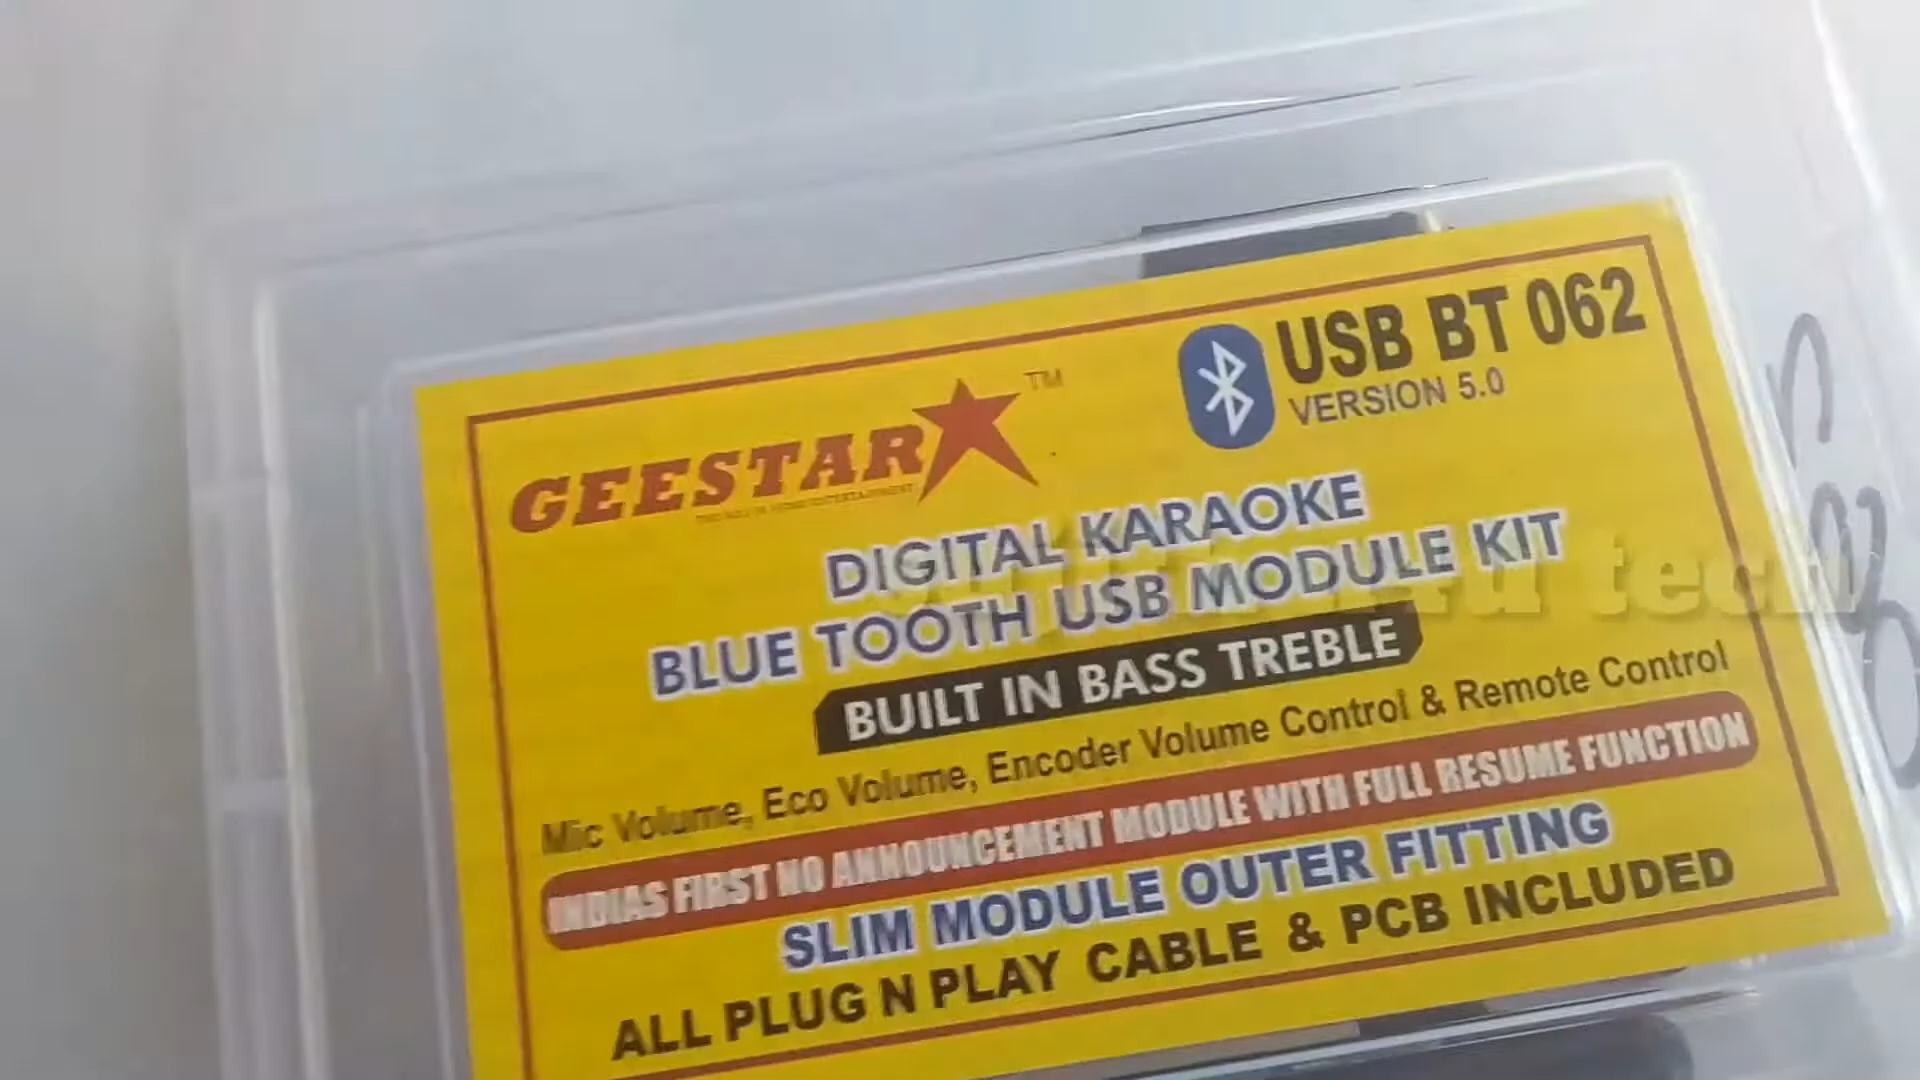 USB BT 062
VERSION 5.0
GEESTAR
TM
DIGITAL KARAOKE
BLUE TOOTH USB MODULE KIT
BUILT IN BASS TREBLE
Mic Volume, Eco Volume, Encoder Volume Control & Remote Control
INDIAS FIRST NO ANNOUNCEMENT MODULE WITH FULL RESUME FUNCTION
SLIM MODULE OUTER FITTING
ALL PLUG N PLAY CABLE & PCB INCLUDED
tech